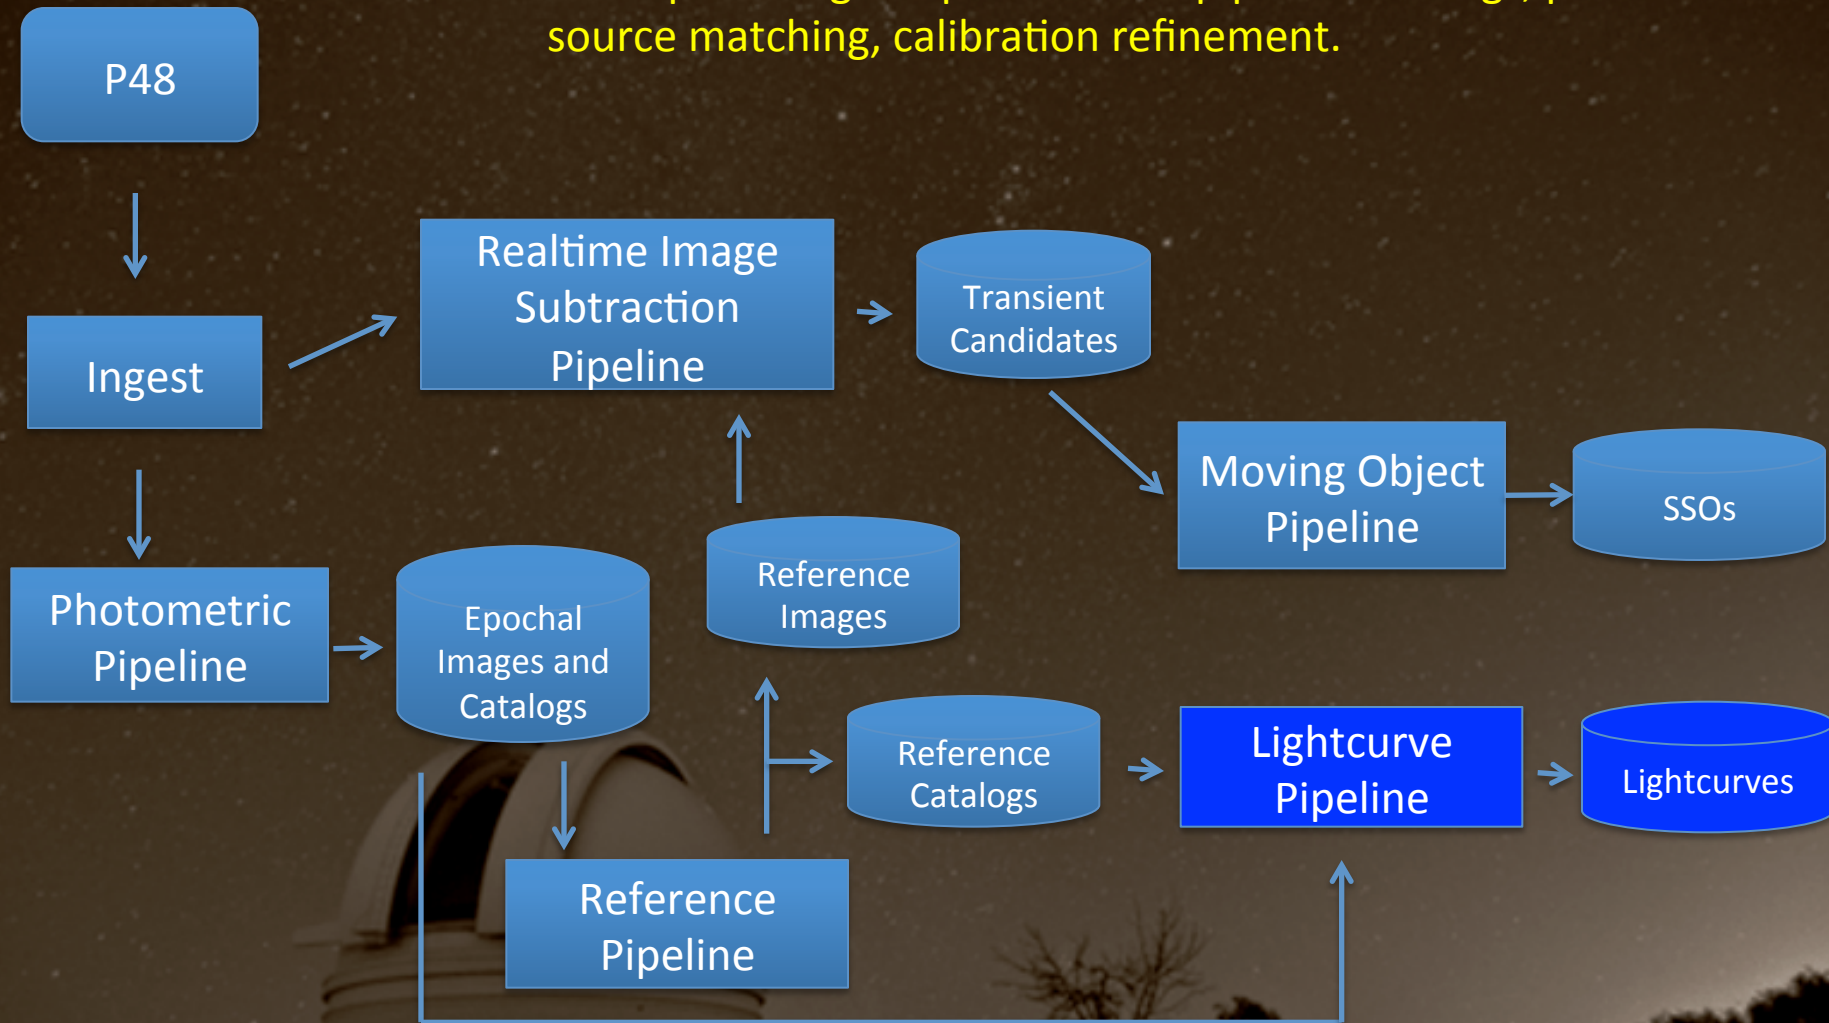 source matching, calibration refinement.
P48
Ingest
Realtime Image
Subtraction
Pipeline
Transient
Candidates
Moving Object
Pipeline
SSOs
Photometric
Pipeline
Epochal
Images and
Catalogs
Reference
Images
Reference
Catalogs
Lightcurve
Pipeline
Lightcurves
Reference
Pipeline